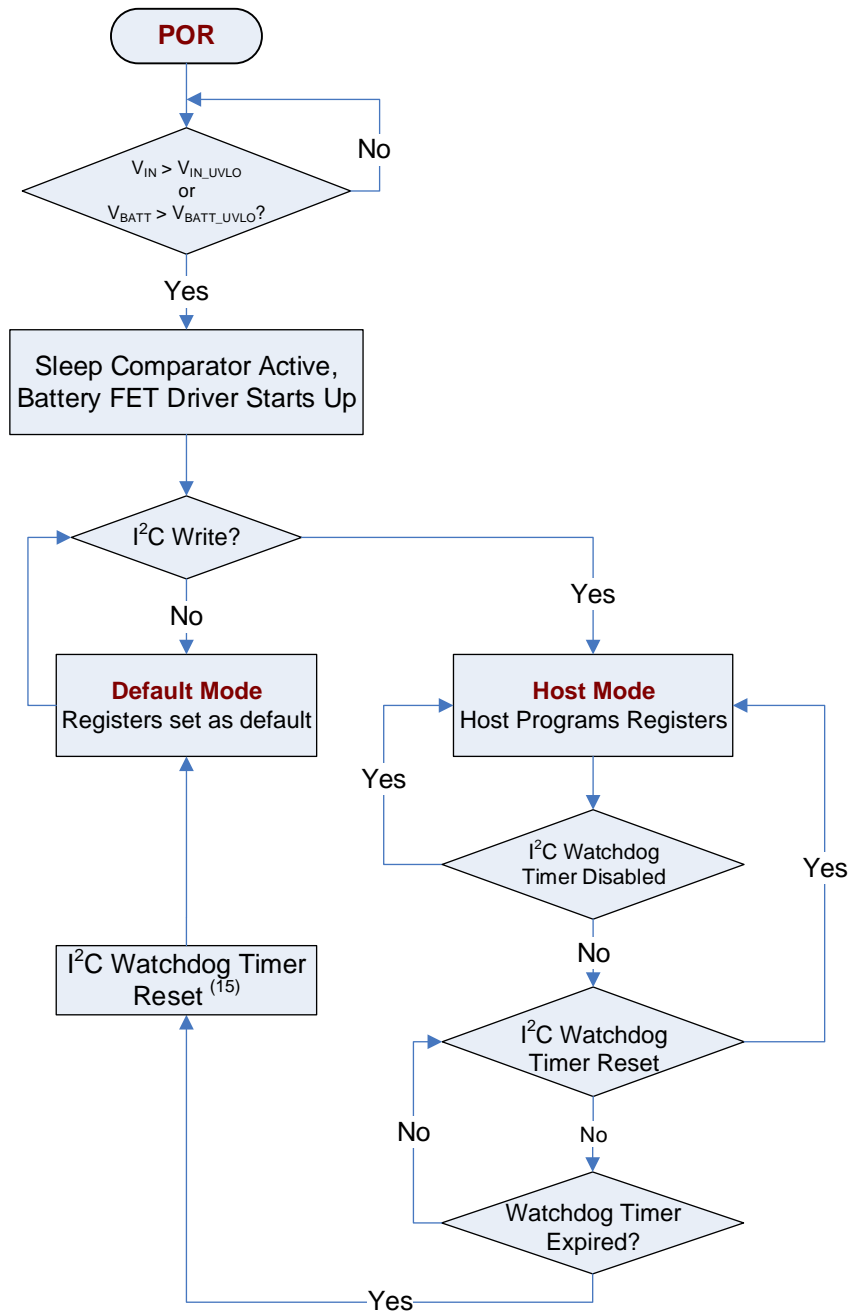 POR
No
V_IN > V_IN_UVLO
or
V_BATT > V_BATT_UVLO?
Yes
Sleep Comparator Active,
Battery FET Driver Starts Up
I²C Write?
No
Yes
Default Mode
Registers set as default
Host Mode
Host Programs Registers
Yes
I²C Watchdog
Timer Disabled
Yes
No
I²C Watchdog Timer
Reset (15)
I²C Watchdog
Timer Reset
No
No
Watchdog Timer
Expired?
Yes